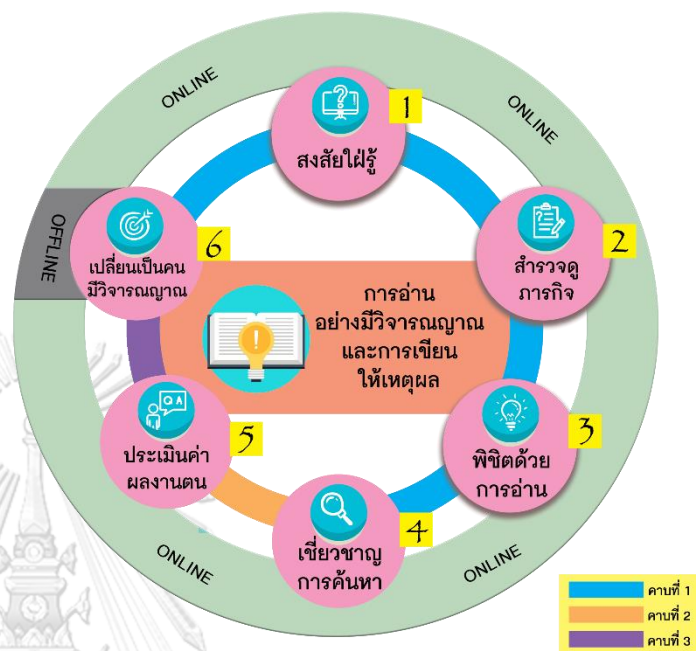 ONLINE
ONLINE
?
1
สงสัยใฝ่รู้
OFFLINE
6
เปลี่ยนเป็นคน
มีวิจารณญาณ
?
2
สำรวจดู
ภารกิจ
!
การอ่าน
อย่างมีวิจารณญาณ
และการเขียน
ให้เหตุผล
Q A
5
ประเมินค่า
ผลงานตน
3
พิชิตด้วย
การอ่าน
4
เชี่ยวชาญ
การค้นหา
ONLINE
ONLINE
คาบที่ 1
คาบที่ 2
คาบที่ 3